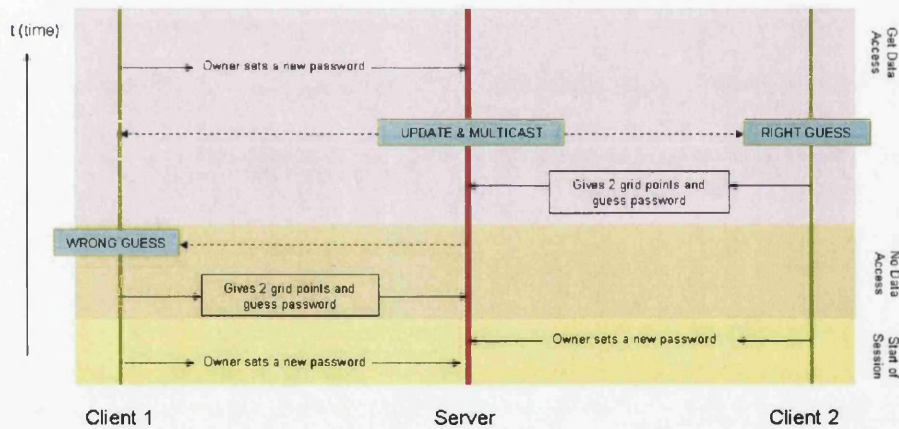 t (time)
Get Data
Access
Owner sets a new password
UPDATE & MULTICAST
RIGHT GUESS
Gives 2 grid points and
guess password
WRONG GUESS
No Data
Access
Gives 2 grid points and
guess password
Owner sets a new password
Start of
Session
Owner sets a new password
Client 1
Server
Client 2